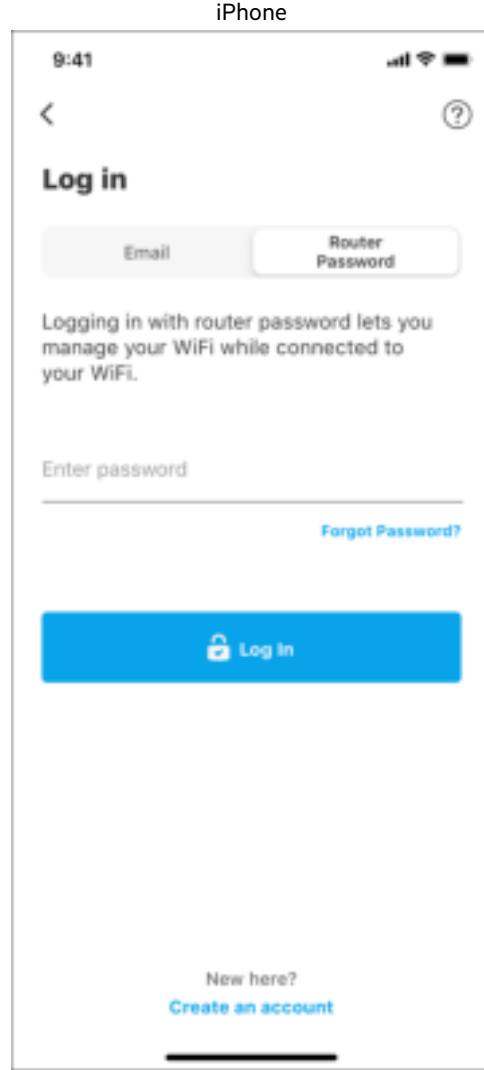 iPhone
9:41
Log in
Email
Router
Password
Logging in with router password lets you
manage your WiFi while connected to
your WiFi.
Enter password
Forgot Password?
Log In
New here?
Create an account